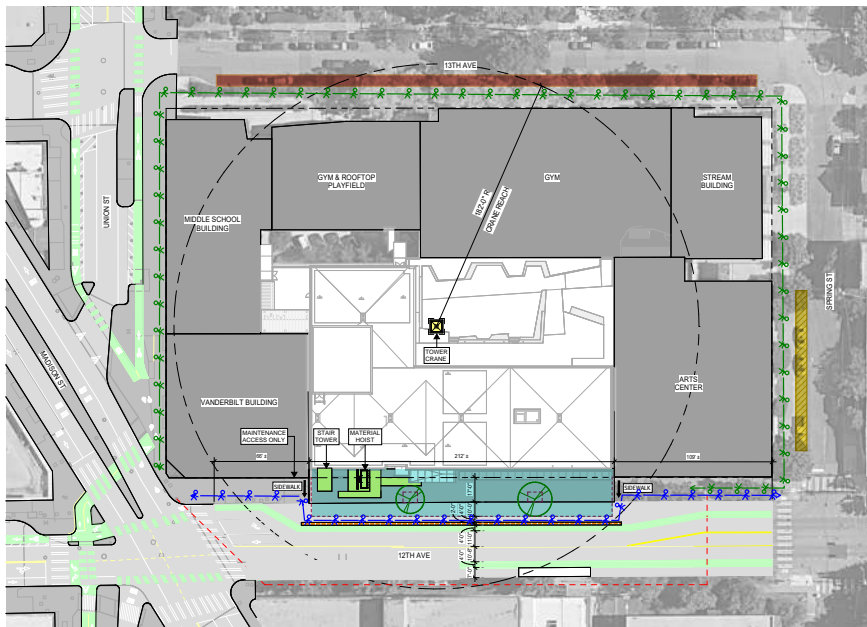 13TH AVE
GYM & ROOFTOP
PLAYFIELD
GYM
STREAM
BUILDING
182'-0" R
CRANE REACH
UNION ST
MIDDLE SCHOOL
BUILDING
SPRING ST
TOWER
CRANE
MADISON ST
VANDERBILT BUILDING
ARTS
CENTER
MAINTENANCE
ACCESS ONLY
STAIR
TOWER
MATERIAL
HOIST
66'±
212'±
109'±
SIDEWALK
SIDEWALK
12TH AVE